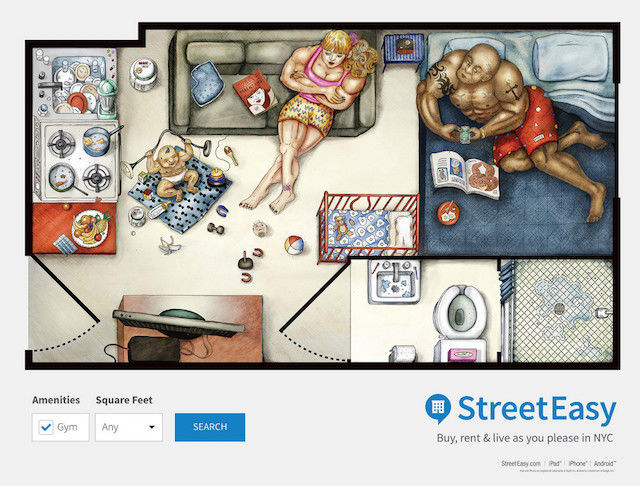 Amenities
Square Feet
Gym
Any
SEARCH
StreetEasy
Buy, rent & live as you please in NYC
StreetEasy.com | iPad® | iPhone® | Android™